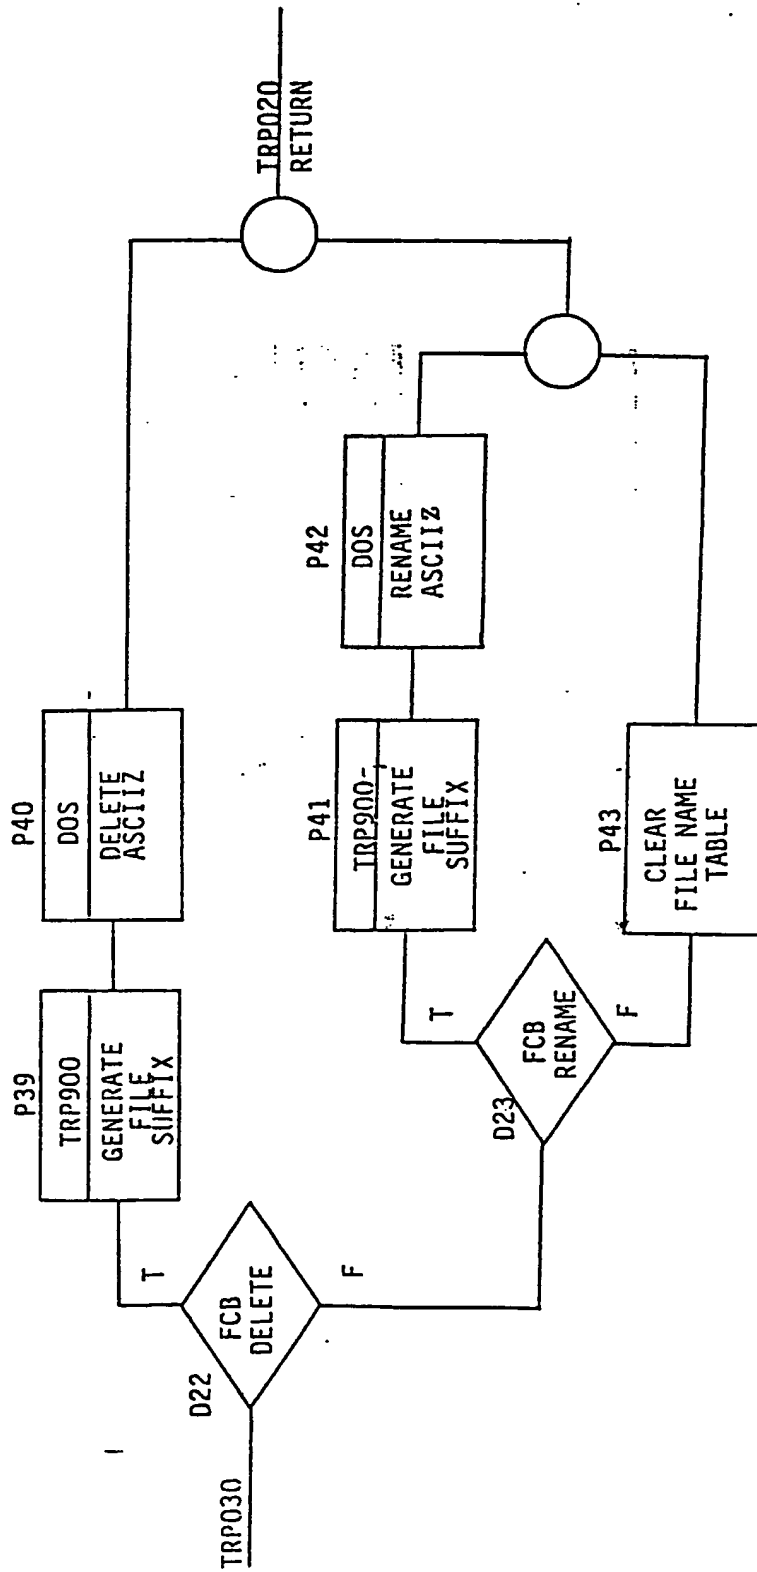 TRP030
D22
FCB
DELETE
T
F
P39
TRP900
GENERATE
FILE
SUFFIX
P40
DOS
DELETE
ASCIIZ
D23
FCB
RENAME
T
F
P41
TRP900
GENERATE
FILE
SUFFIX
P42
DOS
RENAME
ASCIIZ
P43
CLEAR
FILE NAME
TABLE
TRP020
RETURN